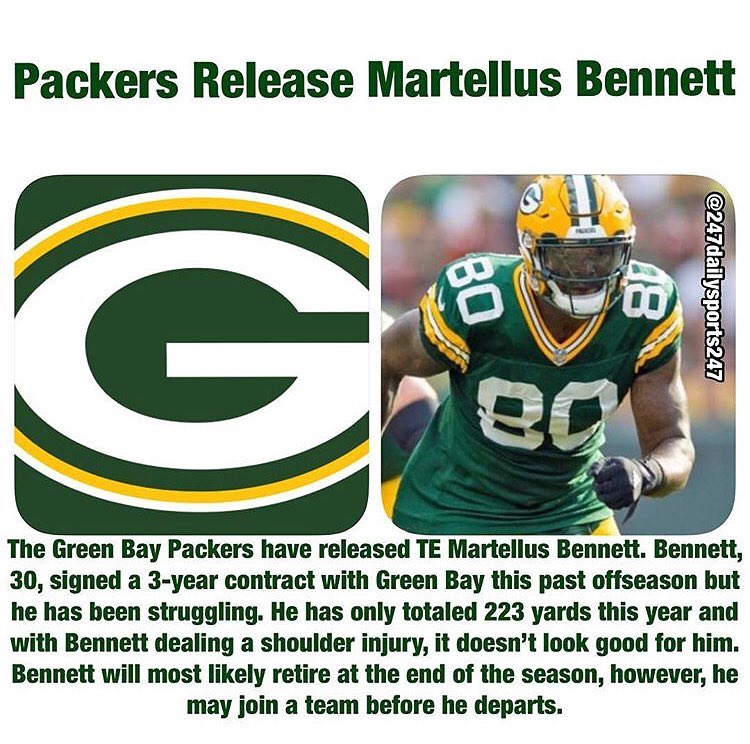 Packers Release Martellus Bennett
G
PACKERS
80
80
80
@247dailysports247
The Green Bay Packers have released TE Martellus Bennett. Bennett,
30, signed a 3-year contract with Green Bay this past offseason but
he has been struggling. He has only totaled 223 yards this year and
with Bennett dealing a shoulder injury, it doesn’t look good for him.
Bennett will most likely retire at the end of the season, however, he
may join a team before he departs.